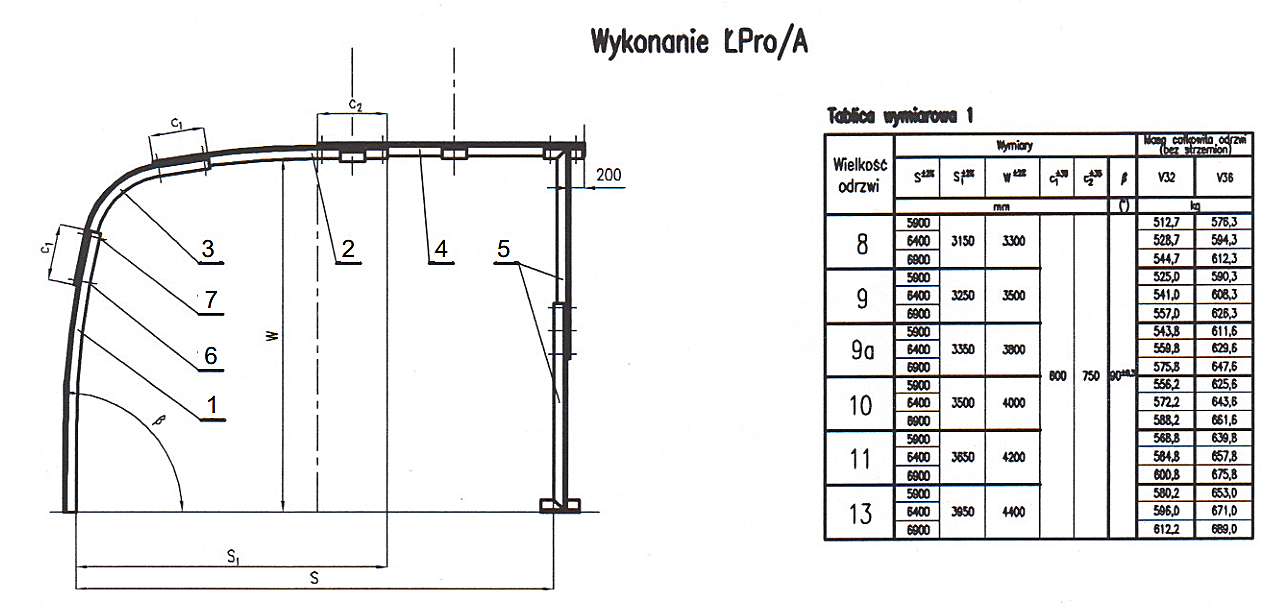 Wykonanie ŁPro/A
c₂
c₁
200
3
2
4
5
c₁
7
W
6
1
β
S₁
S
Tablica wymiarowa 1
Wielkość odrzwi
Wymiary
Masa całkowita odrzwi (bez strzemion)
S±2% S₁±2% W±2% c₁±30 c₂±35 β V32 V36
mm (°) kg
8 3150 3300
5900 512,7 576,3
6400 528,7 594,3
6900 544,7 612,3
9 3250 3500
5900 525,0 590,3
6400 541,0 608,3
6900 557,0 626,3
9a 3350 3800
5900 543,8 611,6
6400 559,8 629,6
6900 575,8 647,6
600 750 90
10 3500 4000
5900 556,2 625,6
6400 572,2 643,6
6900 588,2 661,6
11 3650 4200
5900 568,8 639,8
6400 584,8 657,8
6900 600,8 675,8
13 3950 4400
5900 580,2 653,0
6400 596,0 671,0
6900 612,2 689,0